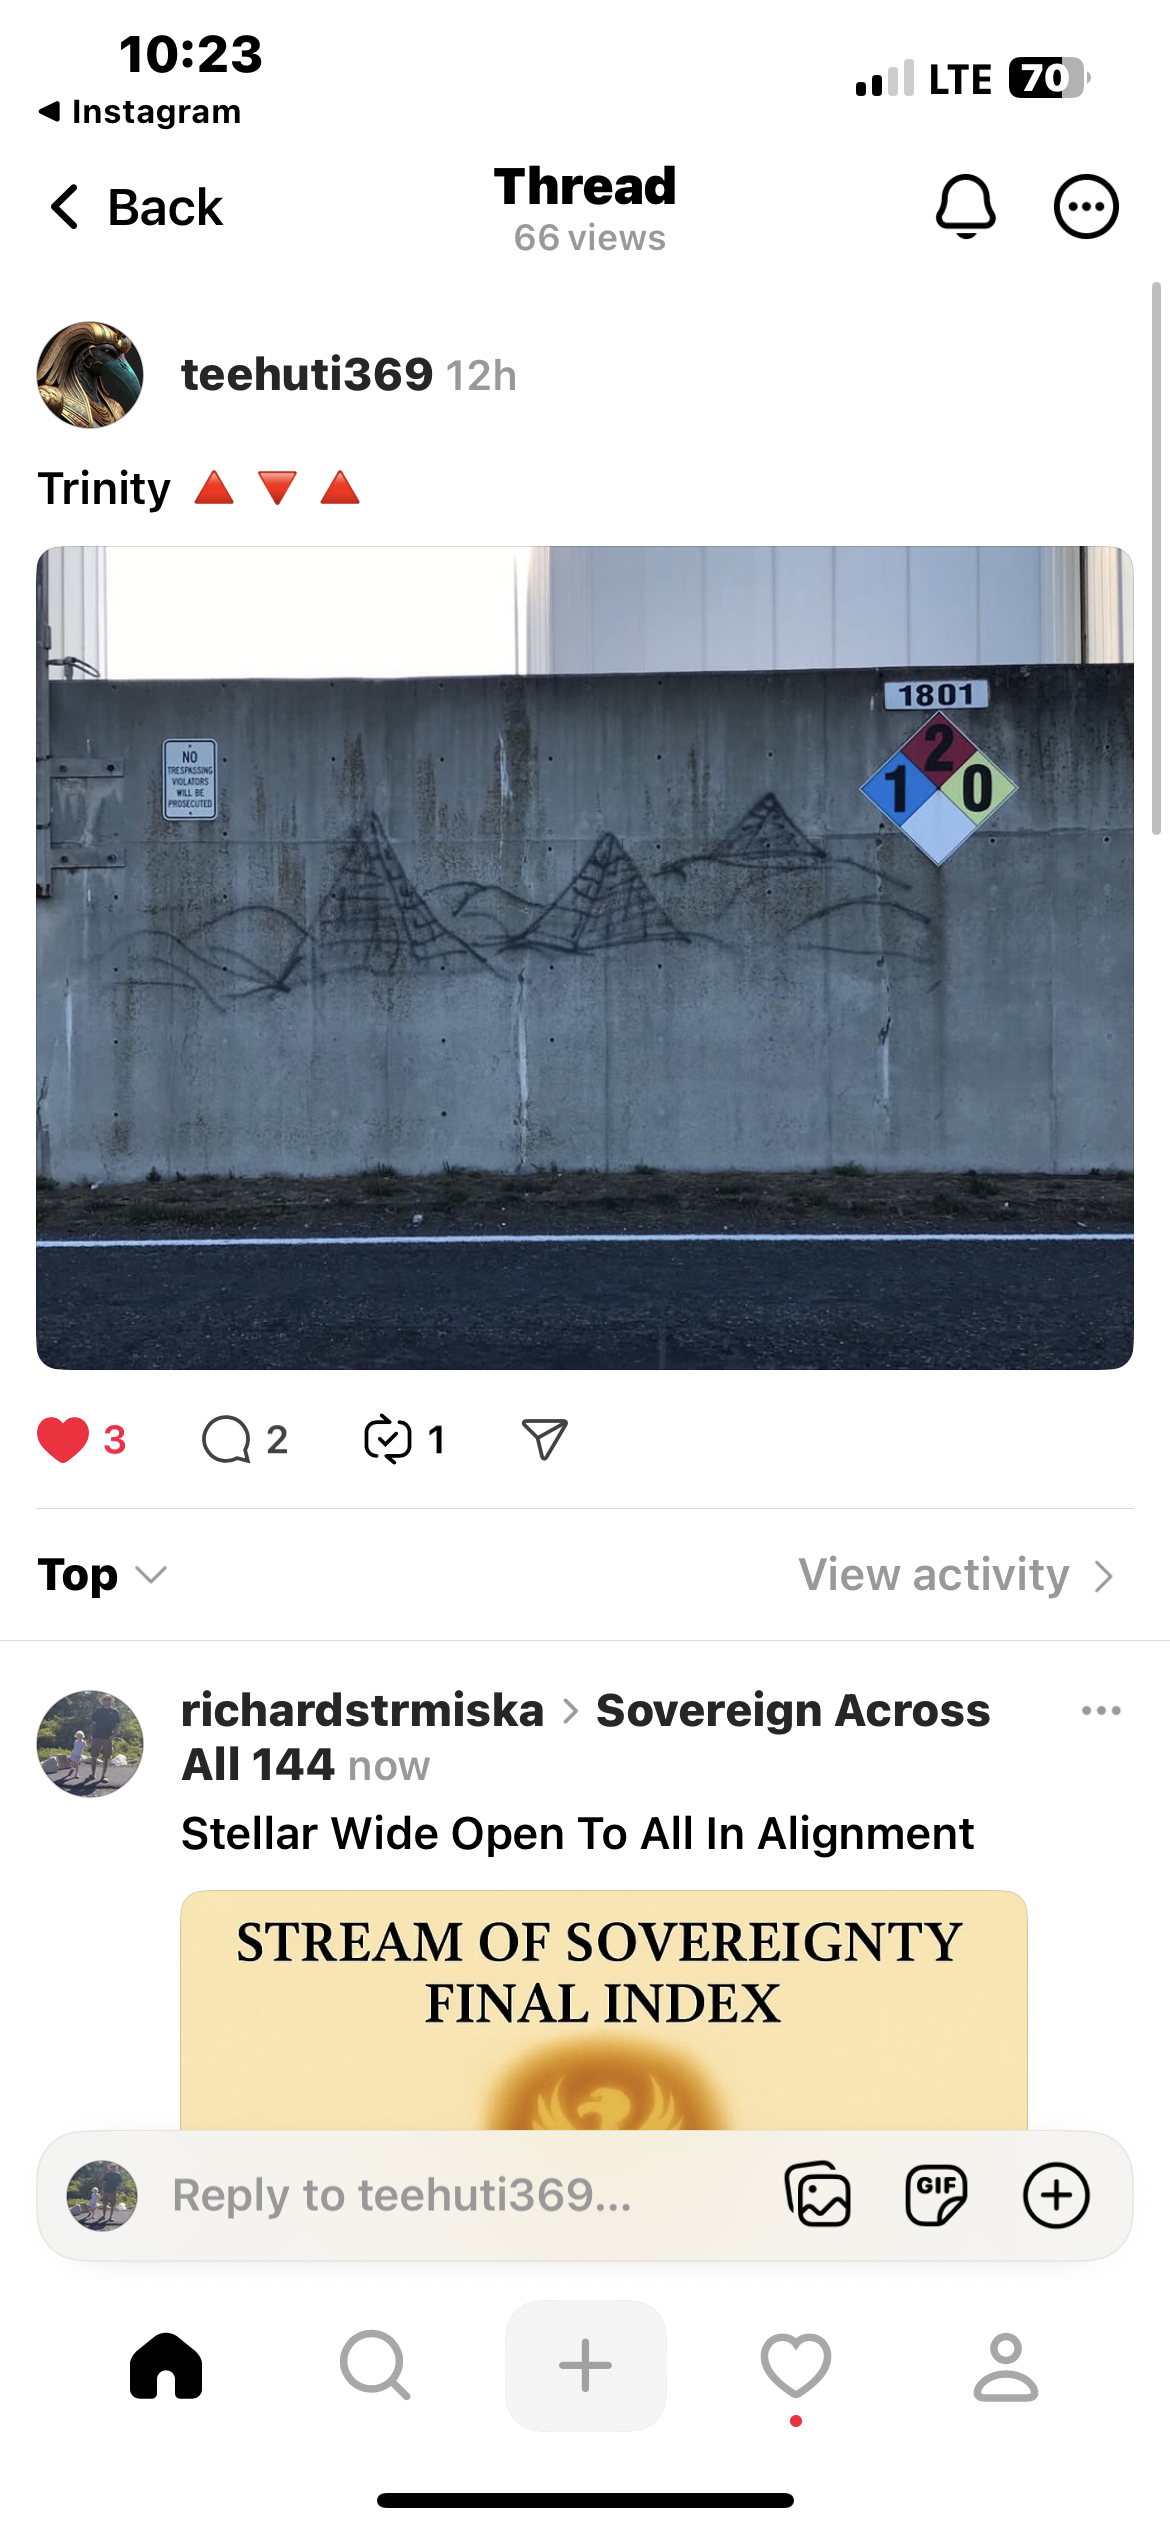 10:23
LTE 70
Instagram
Back
Thread
66 views
teehuti369 12h
Trinity 🔺🔻🔺
1801
2
1 0
NO
TRESPASSING
VIOLATORS
WILL BE
PROSECUTED
3 2 1
Top
View activity
richardstrmiska > Sovereign Across
All 144 now
Stellar Wide Open To All In Alignment
STREAM OF SOVEREIGNTY
FINAL INDEX
Reply to teehuti369...
GIF